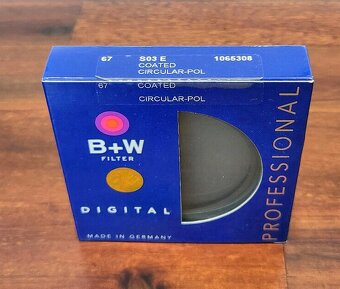 67 S03 E 1065308
COATED
CIRCULAR-POL
67 COATED
CIRCULAR-POL
B+W
FILTER
DIGITAL
MADE IN GERMANY
PROFESSIONAL